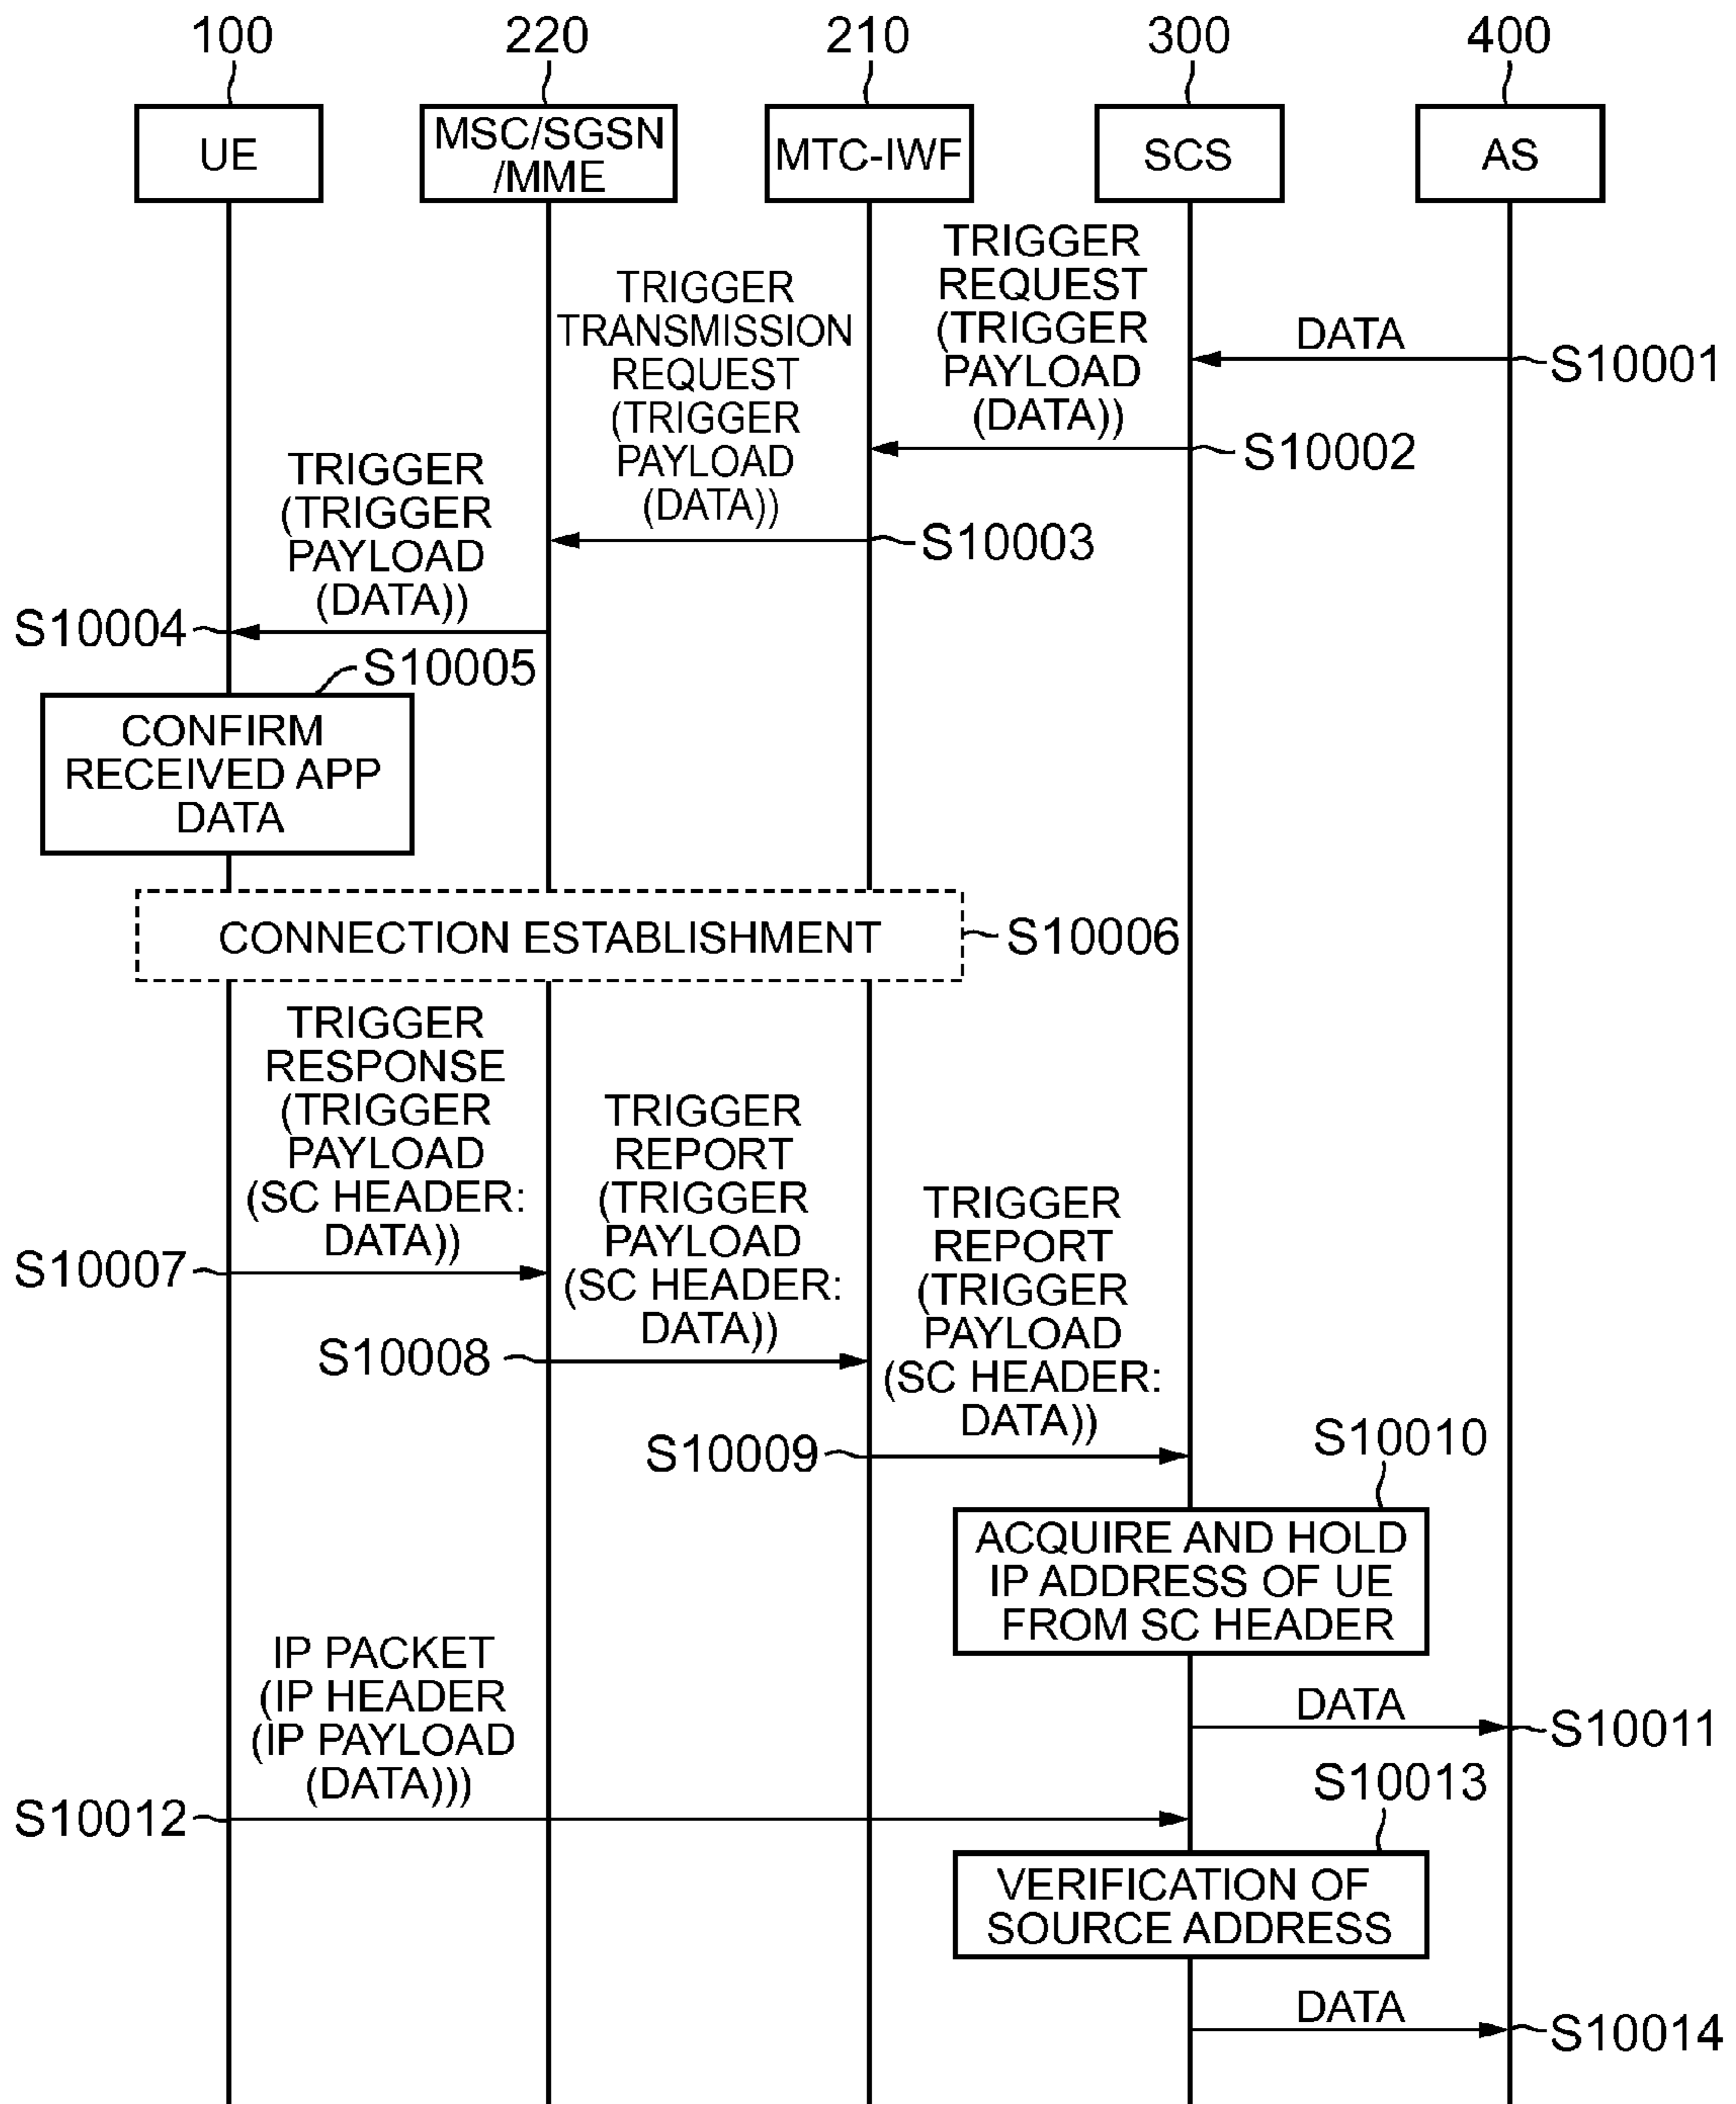 100
220
210
300
400
UE
MSC/SGSN
/MME
MTC-IWF
SCS
AS
DATA
S10001
TRIGGER
REQUEST
(TRIGGER
PAYLOAD
(DATA))
S10002
TRIGGER
TRANSMISSION
REQUEST
(TRIGGER
PAYLOAD
(DATA))
S10003
TRIGGER
(TRIGGER
PAYLOAD
(DATA))
S10004
S10005
CONFIRM
RECEIVED APP
DATA
CONNECTION ESTABLISHMENT
S10006
TRIGGER
RESPONSE
(TRIGGER
PAYLOAD
(SC HEADER:
DATA))
S10007
TRIGGER
REPORT
(TRIGGER
PAYLOAD
(SC HEADER:
DATA))
S10008
TRIGGER
REPORT
(TRIGGER
PAYLOAD
(SC HEADER:
DATA))
S10009
S10010
ACQUIRE AND HOLD
IP ADDRESS OF UE
FROM SC HEADER
DATA
S10011
IP PACKET
(IP HEADER
(IP PAYLOAD
(DATA)))
S10012
S10013
VERIFICATION OF
SOURCE ADDRESS
DATA
S10014